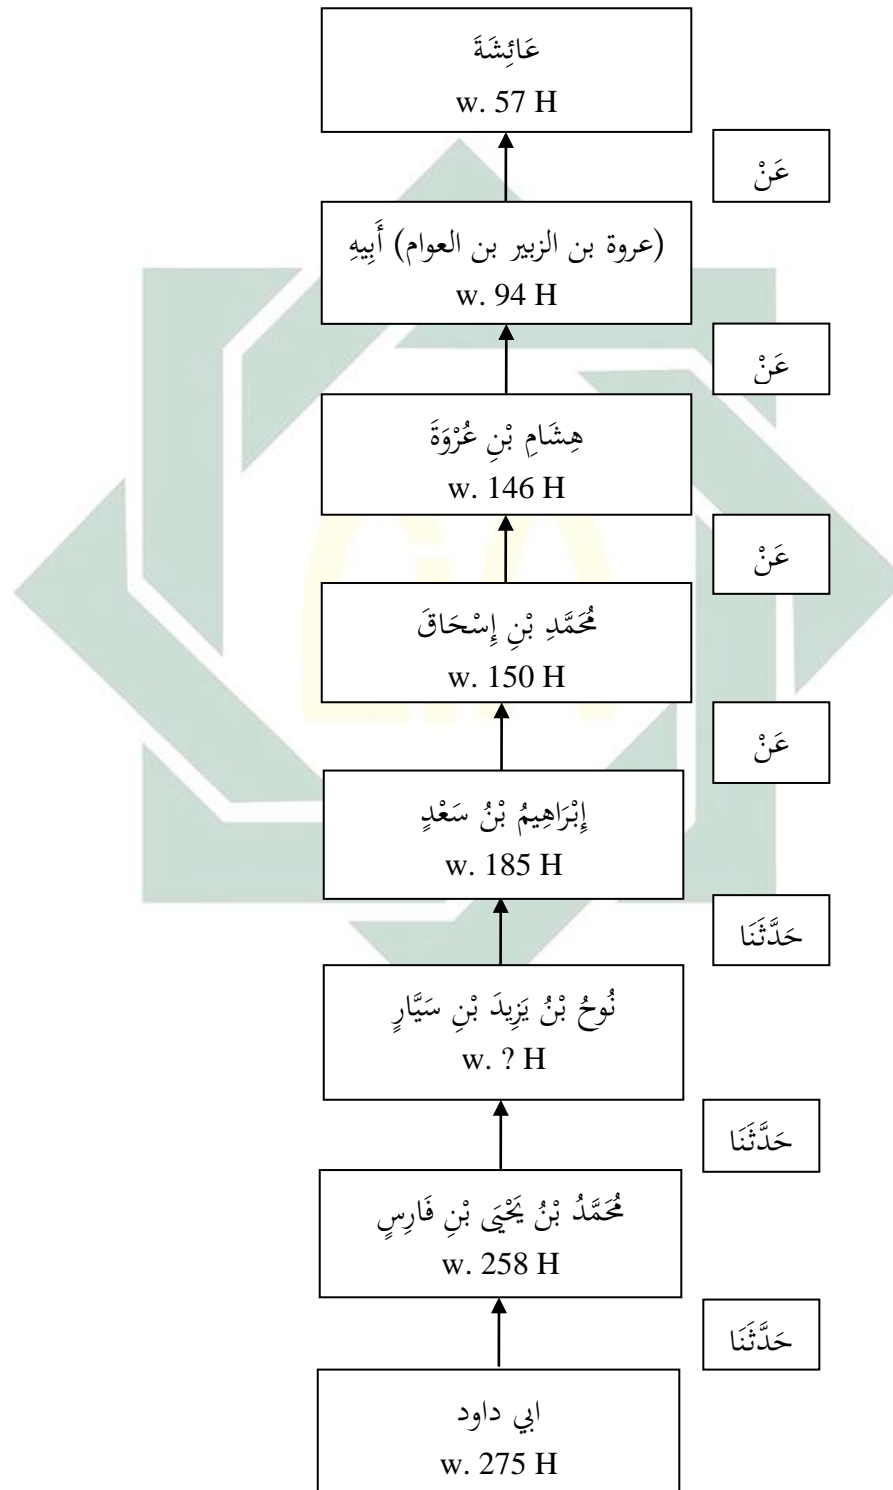 عَائِشَةَ
w. 57 H
عَنْ
(عروة بن الزبير بن العوام) أَبِيهِ
w. 94 H
عَنْ
هِشَامِ بْنِ عُرْوَةَ
w. 146 H
عَنْ
مُحَمَّدِ بْنِ إِسْحَاقَ
w. 150 H
عَنْ
إِبْرَاهِيمُ بْنُ سَعْدٍ
w. 185 H
حَدَّثَنَا
نُوحُ بْنُ يَزِيدَ بْنِ سَيَّارٍ
w. ? H
حَدَّثَنَا
مُحَمَّدُ بْنُ يَحْيَى بْنِ فَارِسٍ
w. 258 H
حَدَّثَنَا
ابي داود
w. 275 H